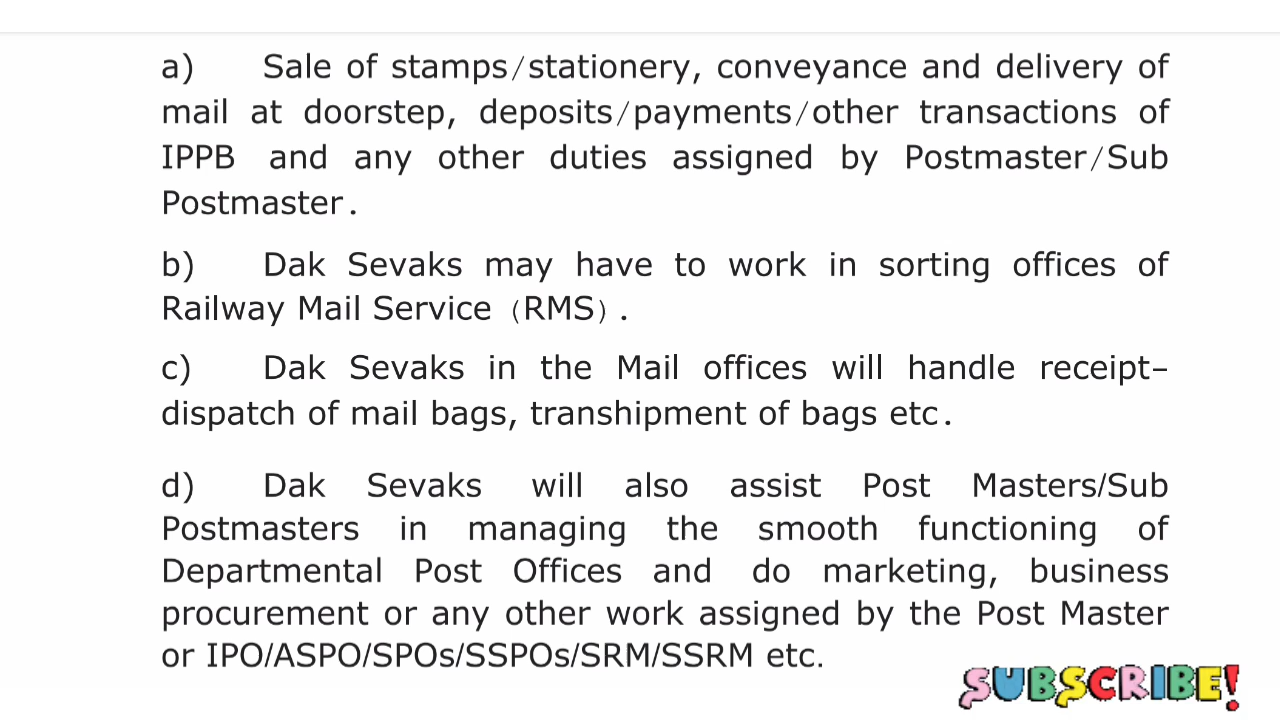 a) Sale of stamps/stationery, conveyance and delivery of
mail at doorstep, deposits/payments/other transactions of
IPPB and any other duties assigned by Postmaster/Sub
Postmaster.
b) Dak Sevaks may have to work in sorting offices of
Railway Mail Service (RMS).
c) Dak Sevaks in the Mail offices will handle receipt–
dispatch of mail bags, transhipment of bags etc.
d) Dak Sevaks will also assist Post Masters/Sub
Postmasters in managing the smooth functioning of
Departmental Post Offices and do marketing, business
procurement or any other work assigned by the Post Master
or IPO/ASPO/SPOs/SSPOs/SRM/SSRM etc.
SUBSCRIBE!